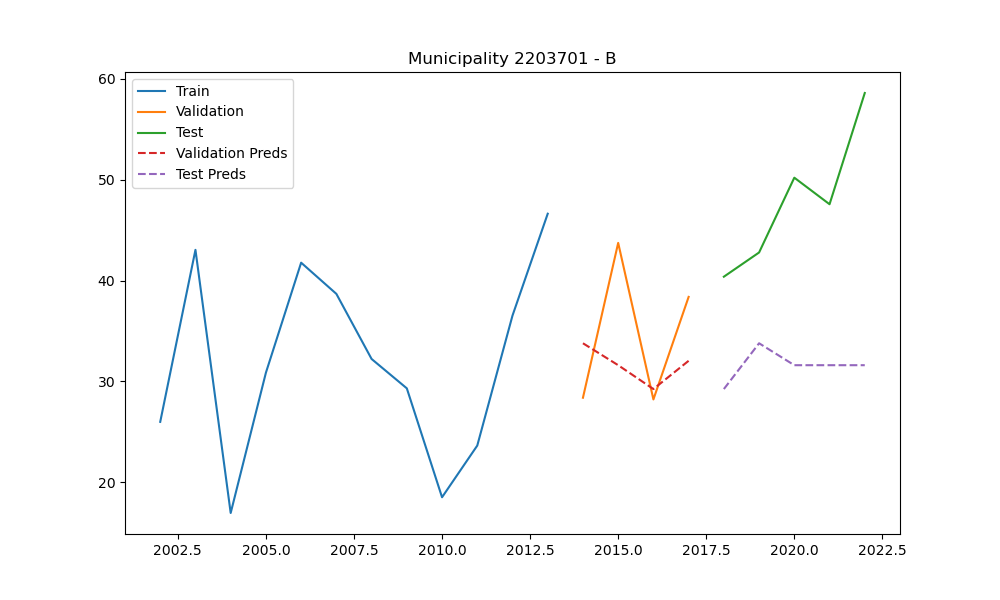 Municipality 2203701 - B
60
50
40
30
20
Train
Validation
Test
Validation Preds
Test Preds
2002.5 2005.0 2007.5 2010.0 2012.5 2015.0 2017.5 2020.0 2022.5